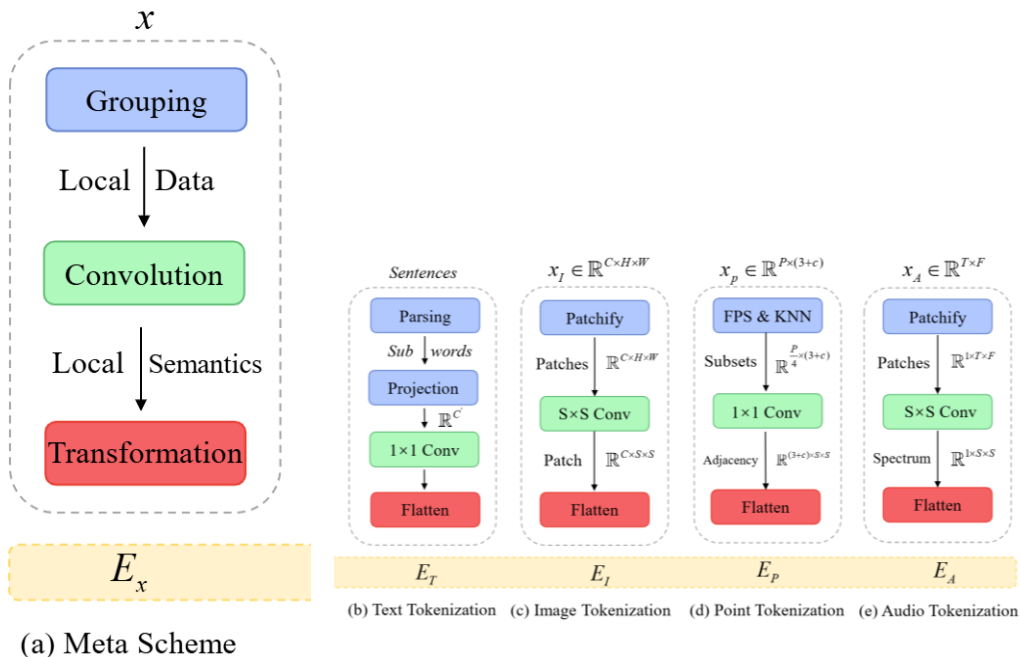 x
Grouping
Local Data
Convolution
Local Semantics
Transformation
E_x
(a) Meta Scheme
Sentences
Parsing
Sub words
Projection
ℝ^C'
1×1 Conv
Flatten
E_T
(b) Text Tokenization
x_I ∈ ℝ^{C×H×W}
Patchify
Patches ℝ^{C×H×W}
S×S Conv
Patch ℝ^{C×S×S}
Flatten
E_I
(c) Image Tokenization
x_p ∈ ℝ^{P×(3+c)}
FPS & KNN
Subsets ℝ^{P/4×(3+c)}
1×1 Conv
Adjacency ℝ^{(3+c)×S×S}
Flatten
E_P
(d) Point Tokenization
x_A ∈ ℝ^{T×F}
Patchify
Patches ℝ^{1×T×F}
S×S Conv
Spectrum ℝ^{1×S×S}
Flatten
E_A
(e) Audio Tokenization